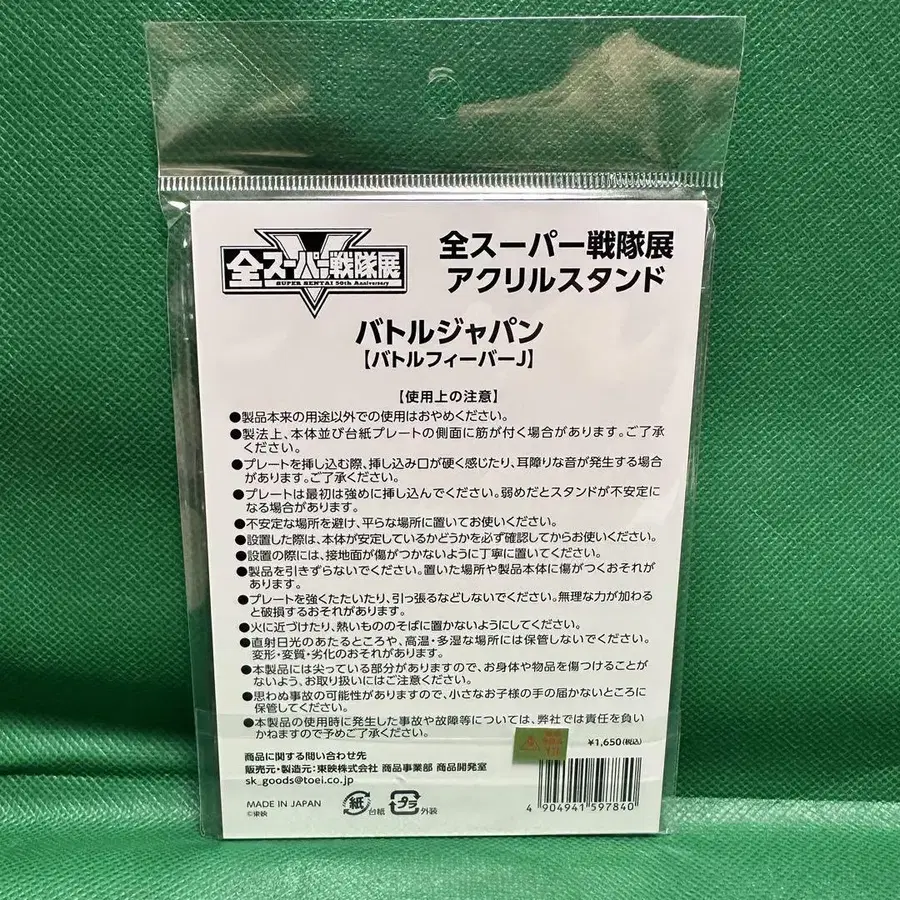 全スーパー戦隊展
SUPER SENTAI 50th Anniversary
全スーパー戦隊展
アクリルスタンド
バトルジャパン
【バトルフィーバーJ】
【使用上の注意】
●製品本来の用途以外での使用はおやめください。
●製法上、本体並び台紙プレートの側面に筋が付く場合があります。ご了承
ください。
●プレートを挿し込む際、挿し込み口が硬く感じたり、耳障りな音が発生する場合
があります。ご了承ください。
●プレートは最初は強めに挿し込んでください。弱めだとスタンドが不安定に
なる場合があります。
●不安定な場所を避け、平らな場所に置いてお使いください。
●設置した際は、本体が安定しているかどうかを必ず確認してからお使いください。
●設置の際には、接地面が傷がつかないように丁寧に置いてください。
●製品を引きずらないでください。置いた場所や製品本体に傷がつくおそれが
あります。
●プレートを強くたたいたり、引っ張るなどしないでください。無理な力が加わる
と破損するおそれがあります。
●火に近づけたり、熱いもののそばに置かないようにしてください。
●直射日光のあたるところや、高温・多湿な場所には保管しないでください。
変形・変質・劣化のおそれがあります。
●本製品には尖っている部分がありますので、お身体や物品を傷つけることが
ないよう、お取り扱いにはご注意ください。
●思わぬ事故の可能性がありますので、小さなお子様の手の届かないところに
保管してください。
●本製品の使用時に発生した事故や故障等については、弊社では責任を負い
かねますので予めご了承ください。
¥1,650(税込)
商品に関する問い合わせ先
販売元・製造元:東映株式会社 商品事業部 商品開発室
sk_goods@toei.co.jp
MADE IN JAPAN
©東映
紙 台紙
プラ 外装
4 904941 597840